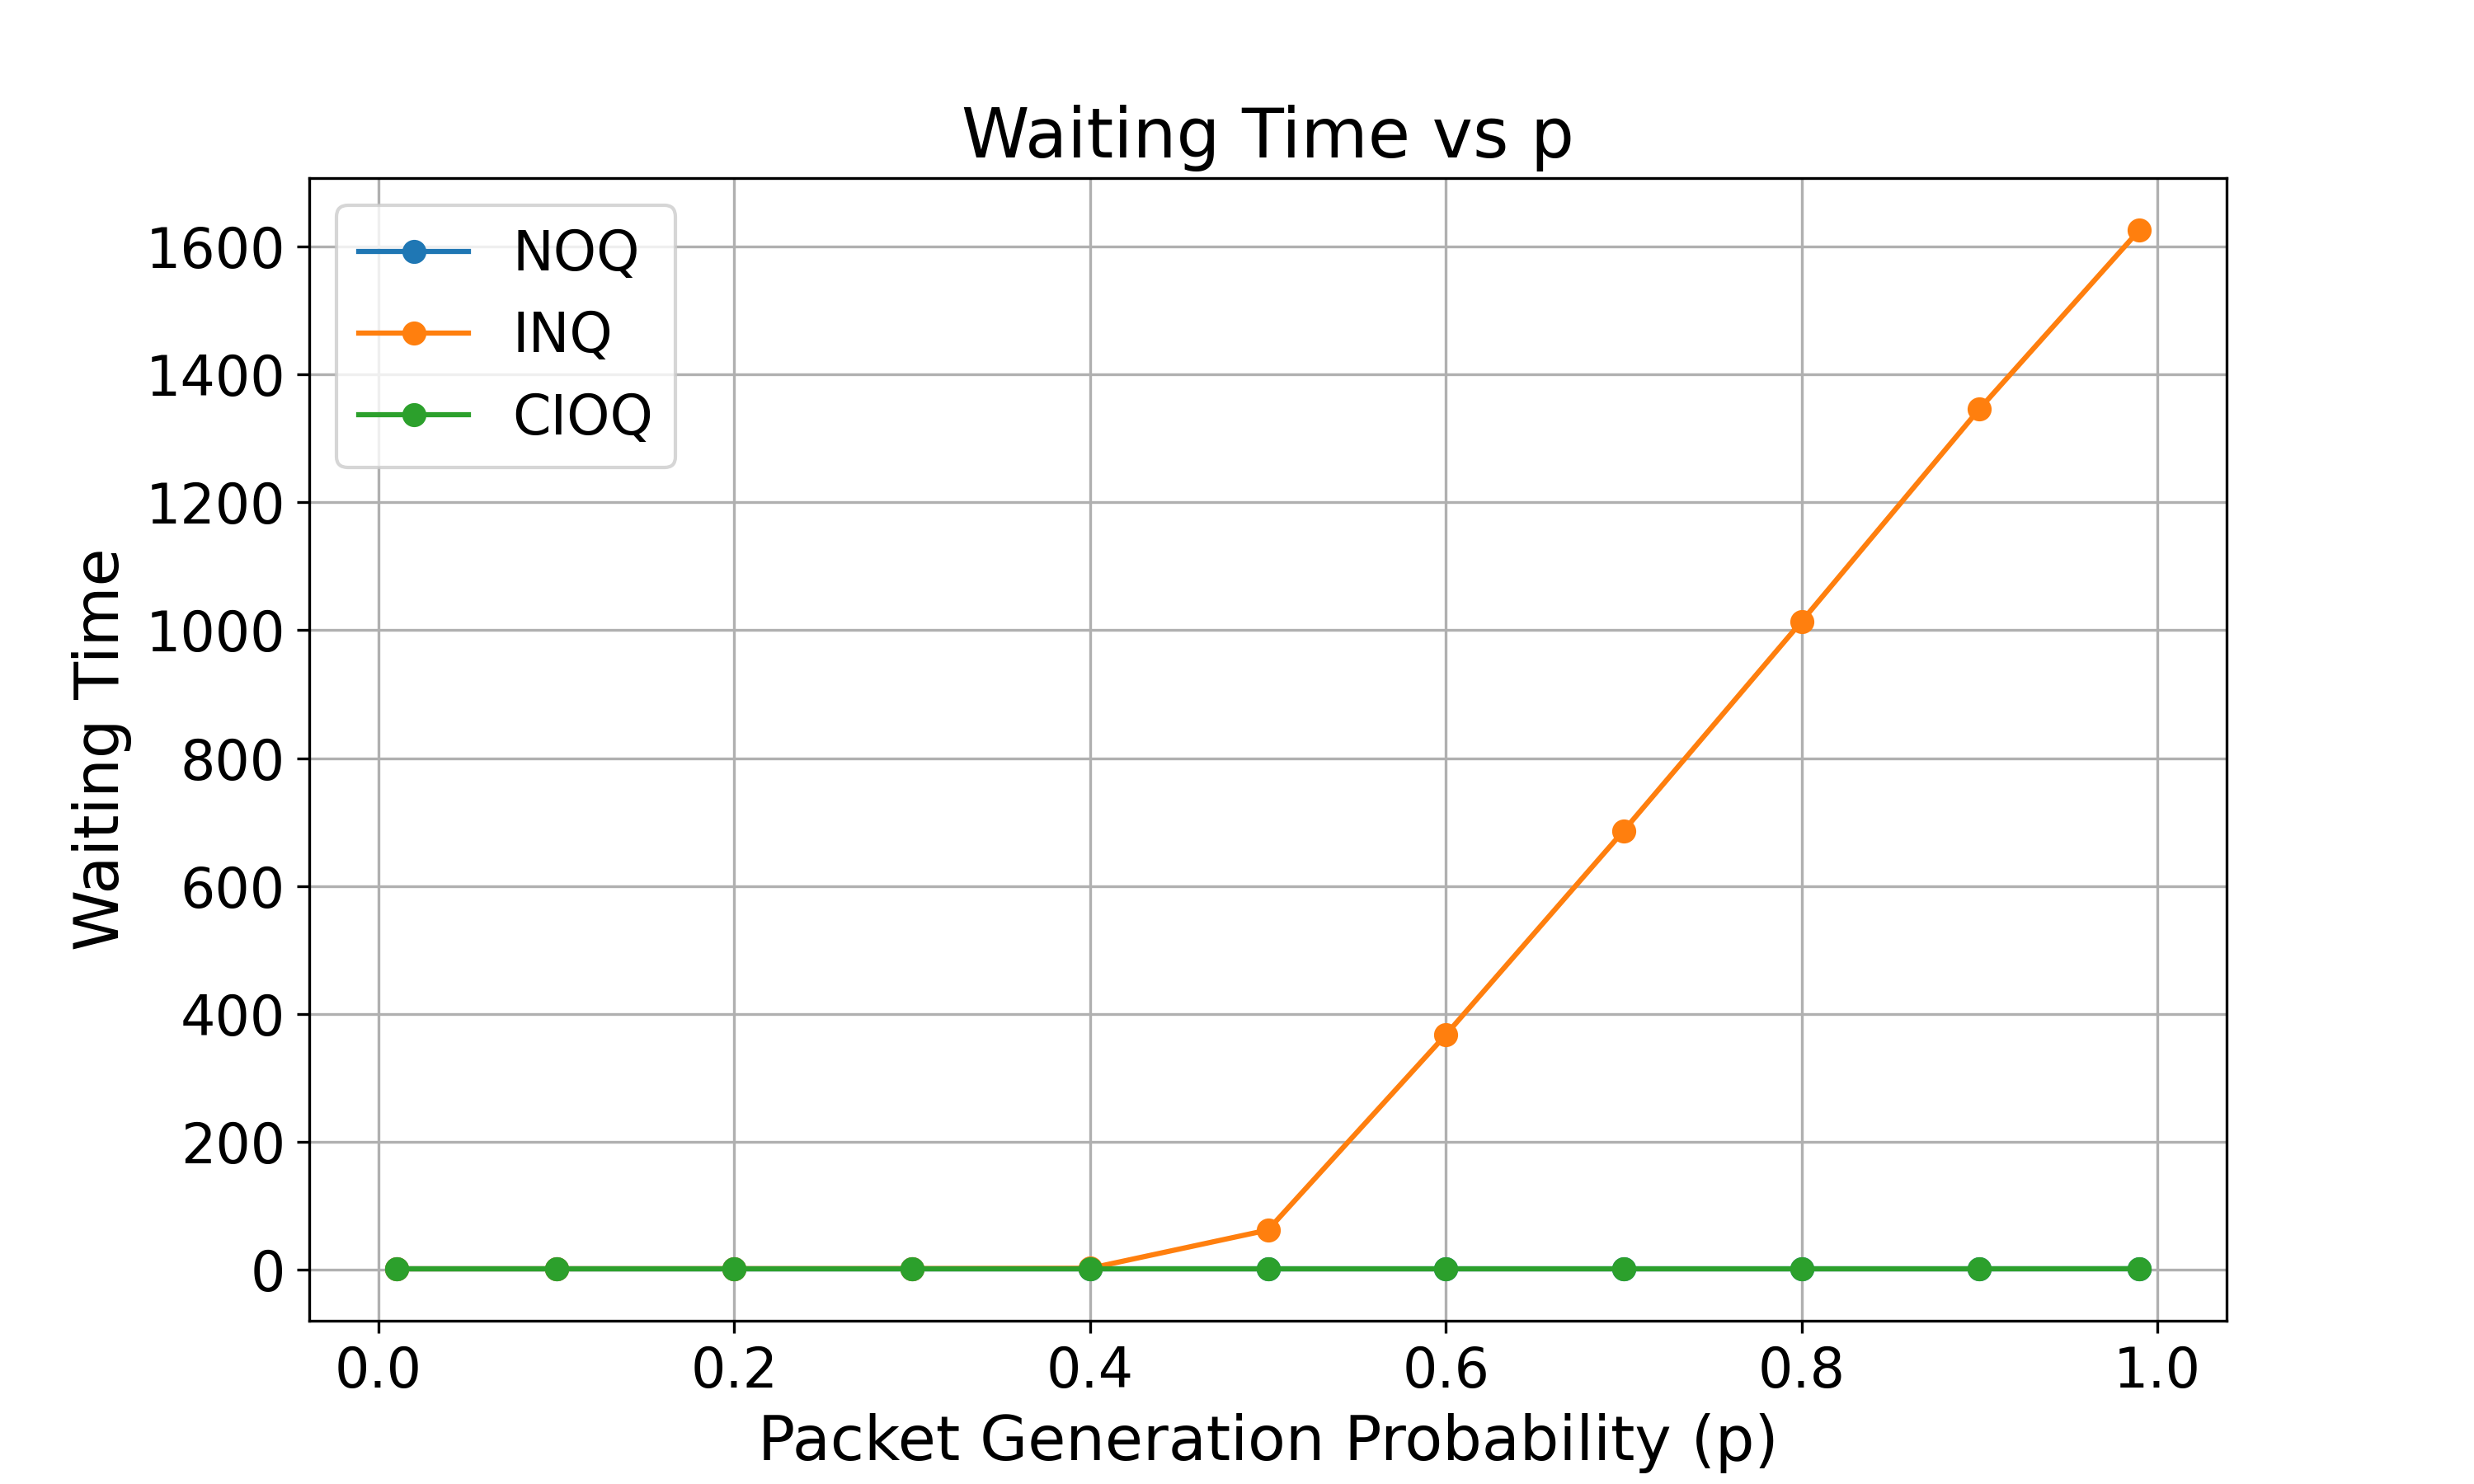 Waiting Time vs p
NOQ
INQ
CIOQ
Waiting Time
1600
1400
1200
1000
800
600
400
200
0
0.0 0.2 0.4 0.6 0.8 1.0
Packet Generation Probability (p)